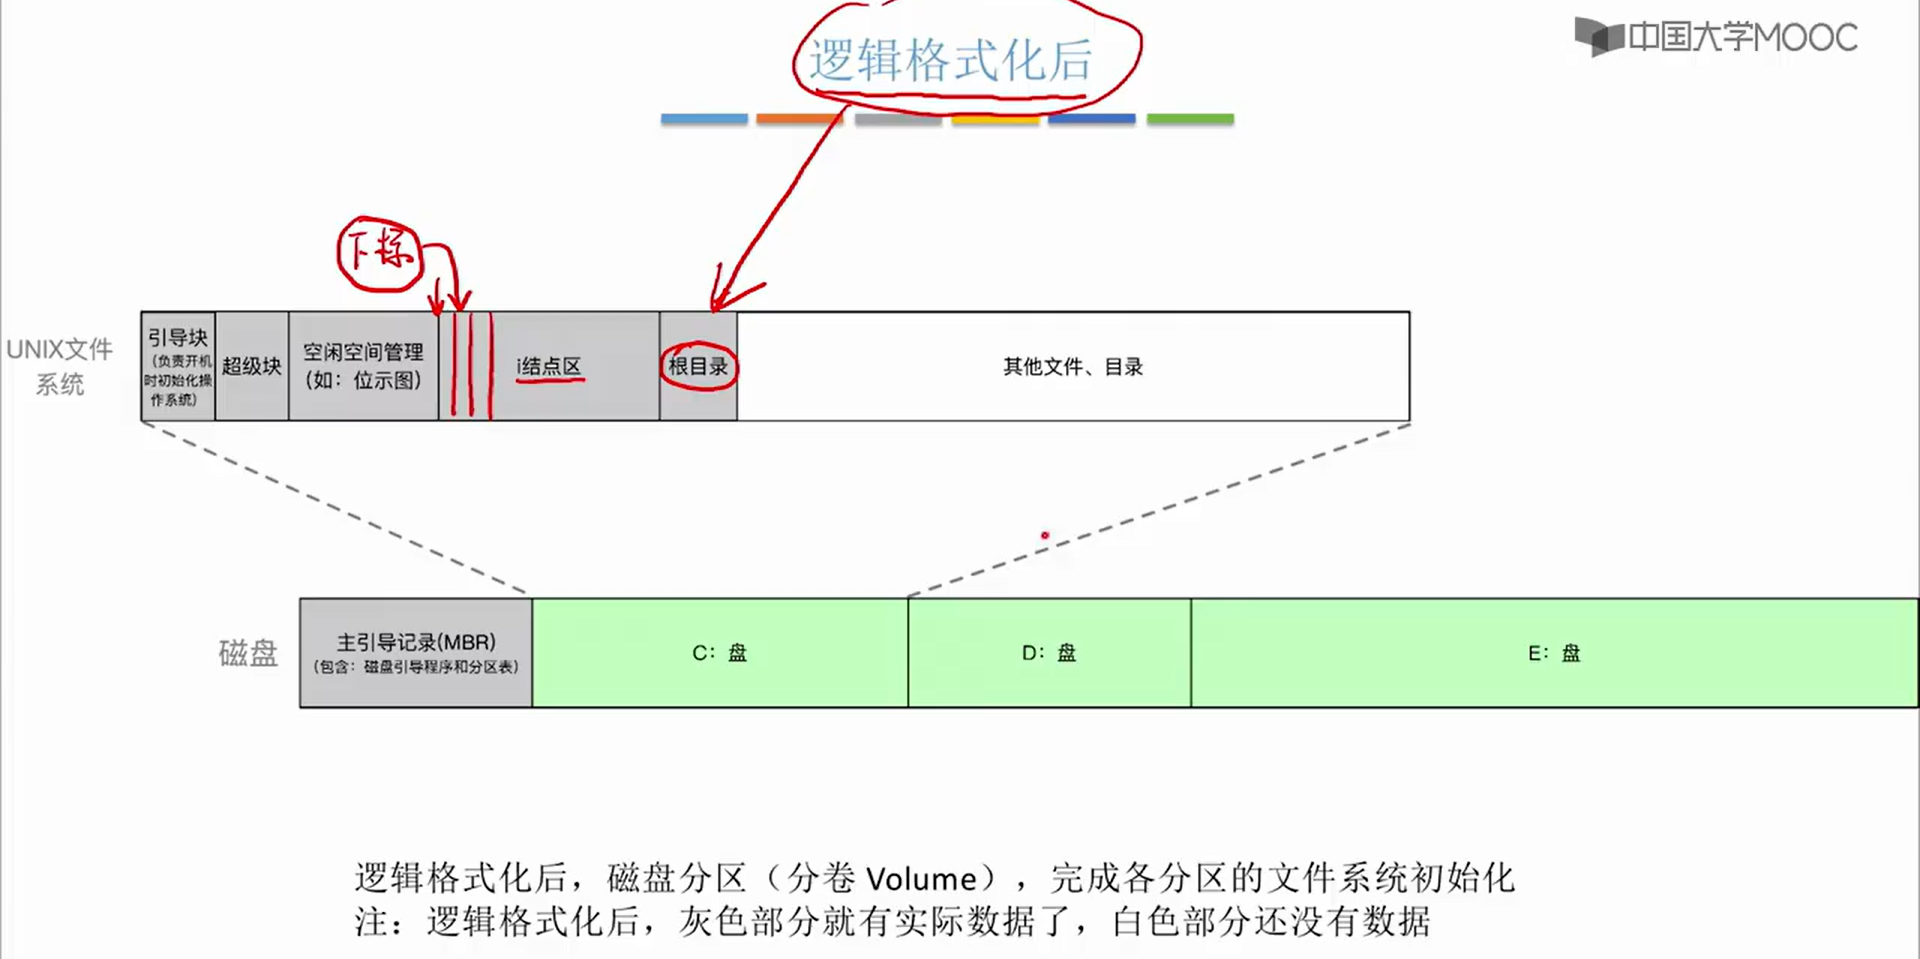 逻辑格式化后
中国大学MOOC
下标
UNIX文件
系统
引导块
（负责开机
时初始化操
作系统）
超级块
空闲空间管理
（如：位示图）
i结点区
根目录
其他文件、目录
磁盘
主引导记录(MBR)
（包含：磁盘引导程序和分区表）
C：盘
D：盘
E：盘
逻辑格式化后，磁盘分区（分卷 Volume），完成各分区的文件系统初始化
注：逻辑格式化后，灰色部分就有实际数据了，白色部分还没有数据